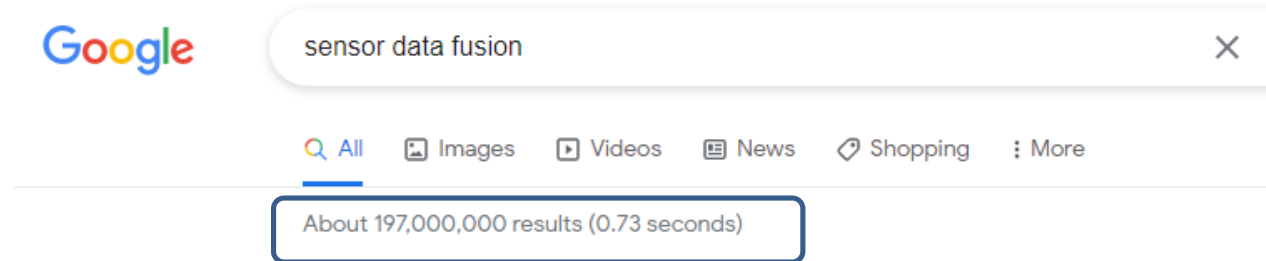 Google
sensor data fusion
All Images Videos News Shopping More
About 197,000,000 results (0.73 seconds)